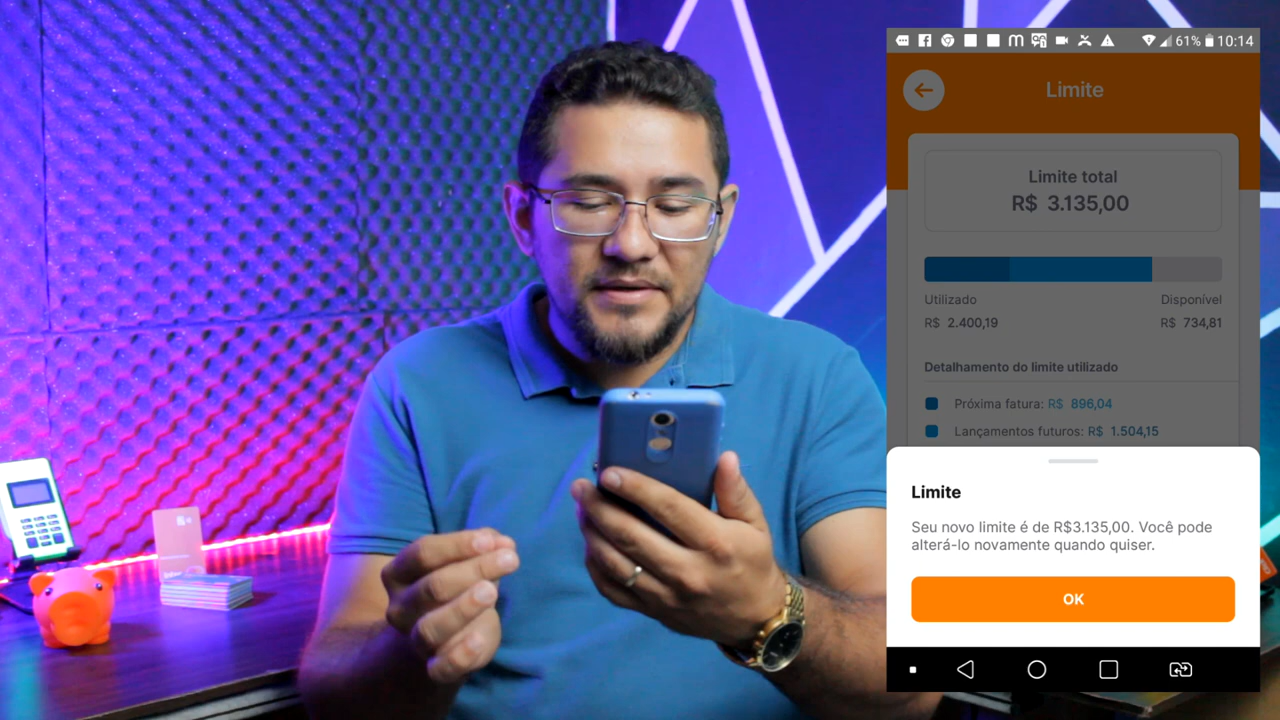 61% 10:14
Limite
Limite total
R$ 3.135,00
Utilizado
Disponível
R$ 2.400,19
R$ 734,81
Detalhamento do limite utilizado
Próxima fatura: R$ 896,04
Lançamentos futuros: R$ 1.504,15
Limite
Seu novo limite é de R$3.135,00. Você pode
alterá-lo novamente quando quiser.
OK